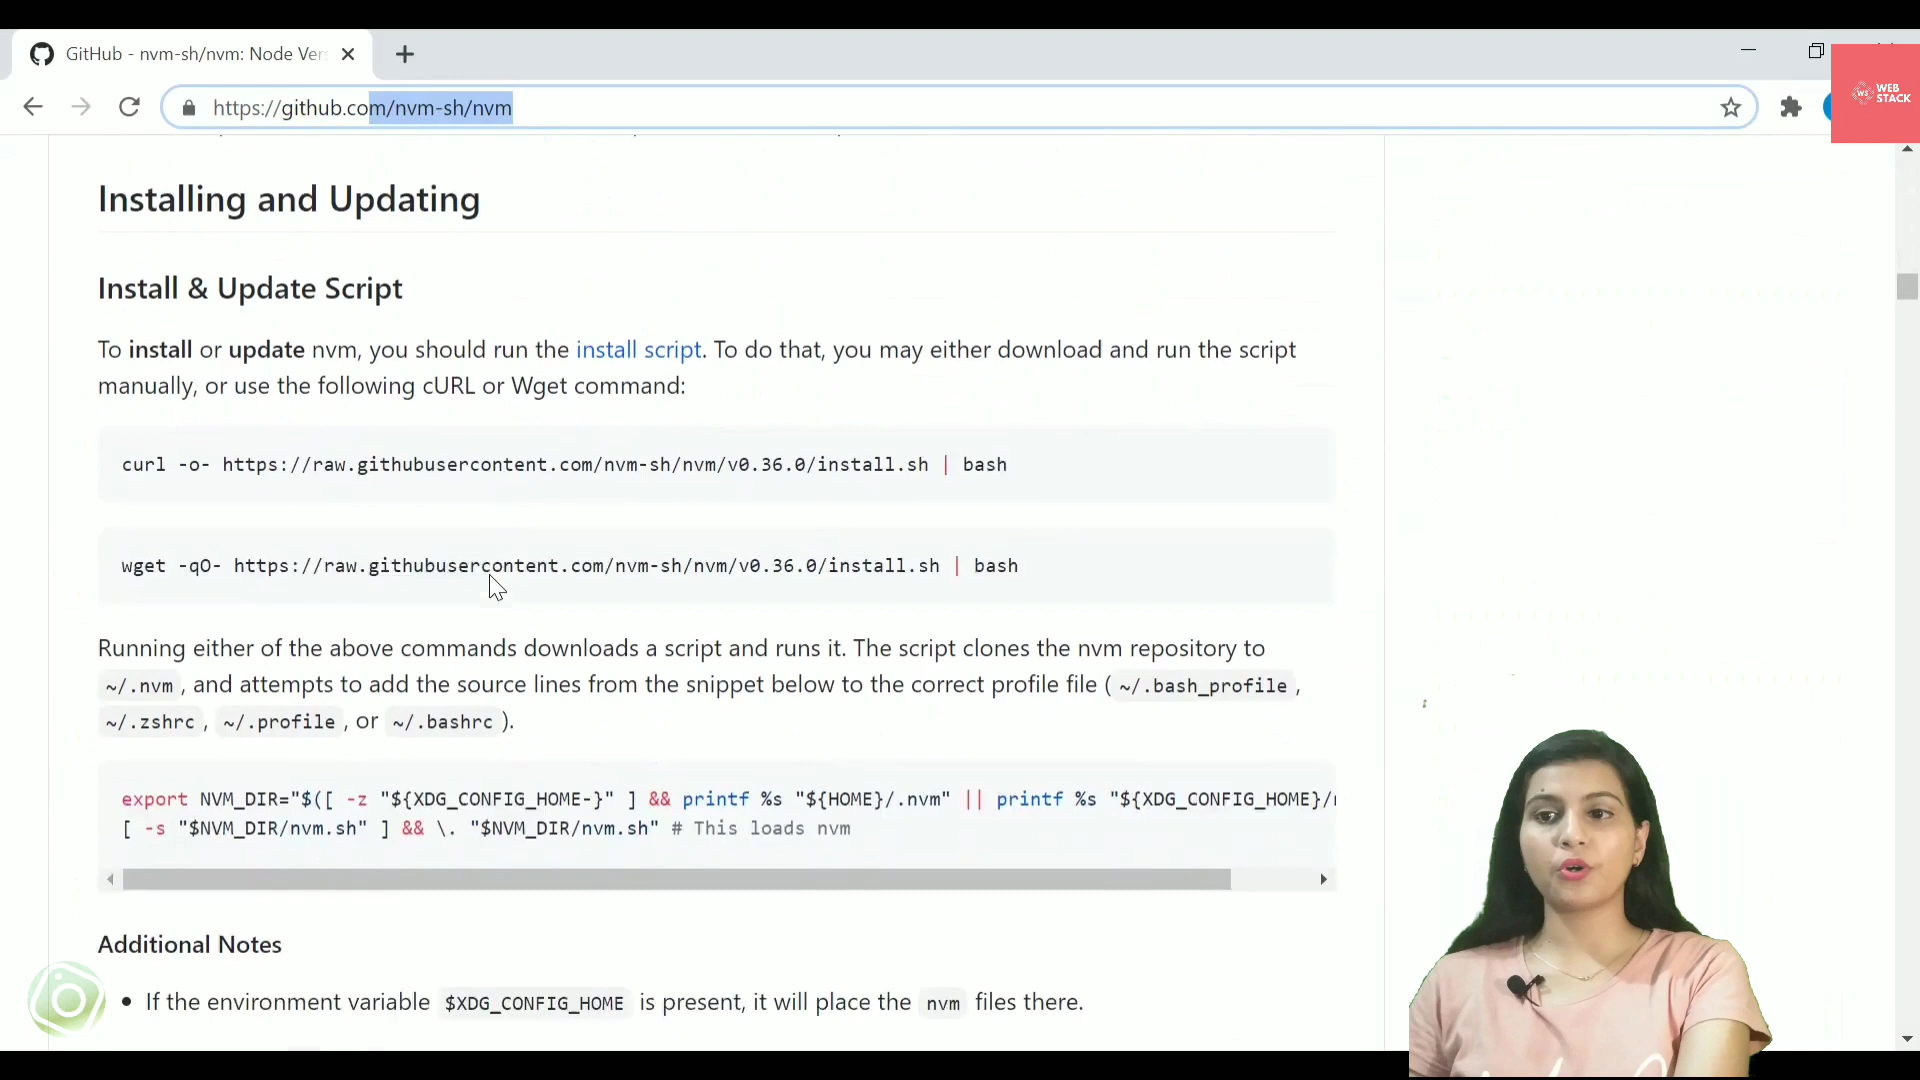 GitHub - nvm-sh/nvm: Node Ver
https://github.com/nvm-sh/nvm
WS WEB
STACK
Installing and Updating
Install & Update Script
To install or update nvm, you should run the install script. To do that, you may either download and run the script
manually, or use the following cURL or Wget command:
curl -o- https://raw.githubusercontent.com/nvm-sh/nvm/v0.36.0/install.sh | bash
wget -qO- https://raw.githubusercontent.com/nvm-sh/nvm/v0.36.0/install.sh | bash
Running either of the above commands downloads a script and runs it. The script clones the nvm repository to
~/.nvm , and attempts to add the source lines from the snippet below to the correct profile file ( ~/.bash_profile ,
~/.zshrc , ~/.profile , or ~/.bashrc ).
export NVM_DIR="$([ -z "${XDG_CONFIG_HOME-}" ] && printf %s "${HOME}/.nvm" || printf %s "${XDG_CONFIG_HOME}/
[ -s "$NVM_DIR/nvm.sh" ] && \. "$NVM_DIR/nvm.sh" # This loads nvm
Additional Notes
• If the environment variable $XDG_CONFIG_HOME is present, it will place the nvm files there.